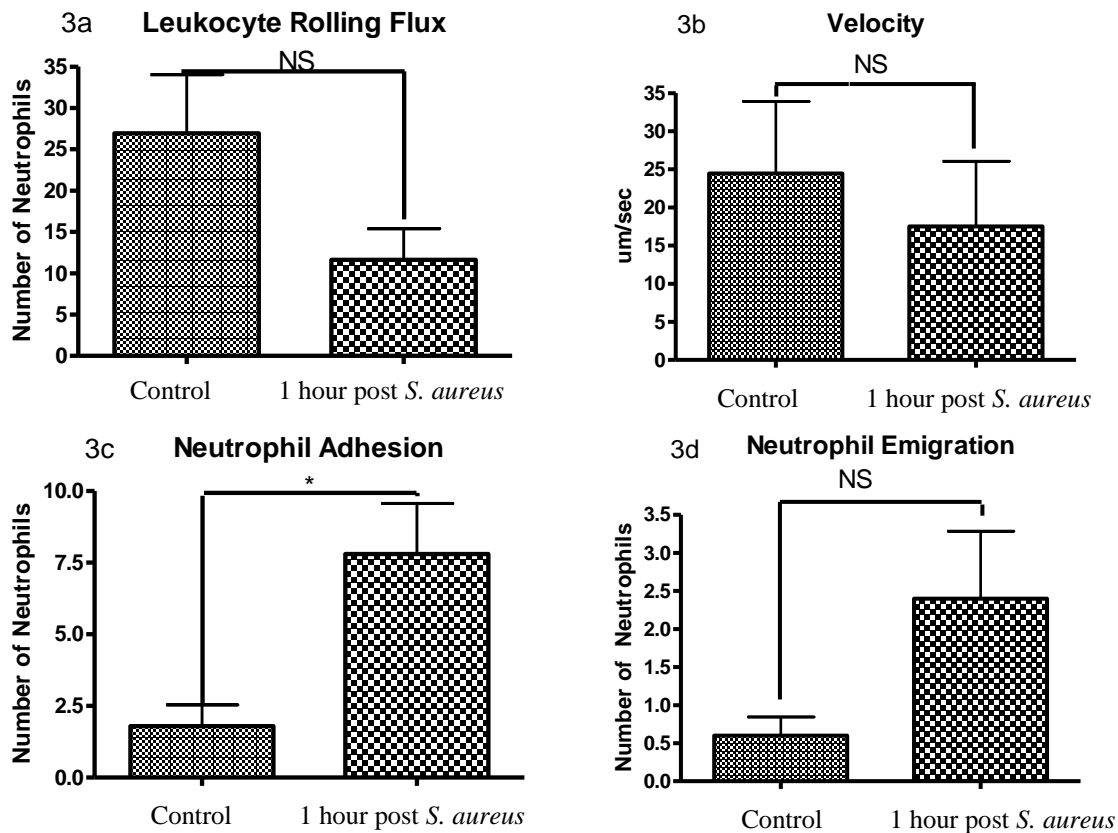 3a Leukocyte Rolling Flux
NS
Number of Neutrophils
35
30
25
20
15
10
5
0
Control 1 hour post S. aureus
3b Velocity
NS
um/sec
35
30
25
20
15
10
5
0
Control 1 hour post S. aureus
3c Neutrophil Adhesion
*
Number of Neutrophils
10.0
7.5
5.0
2.5
0.0
Control 1 hour post S. aureus
3d Neutrophil Emigration
NS
Number of Neutrophils
3.5
3.0
2.5
2.0
1.5
1.0
0.5
0.0
Control 1 hour post S. aureus